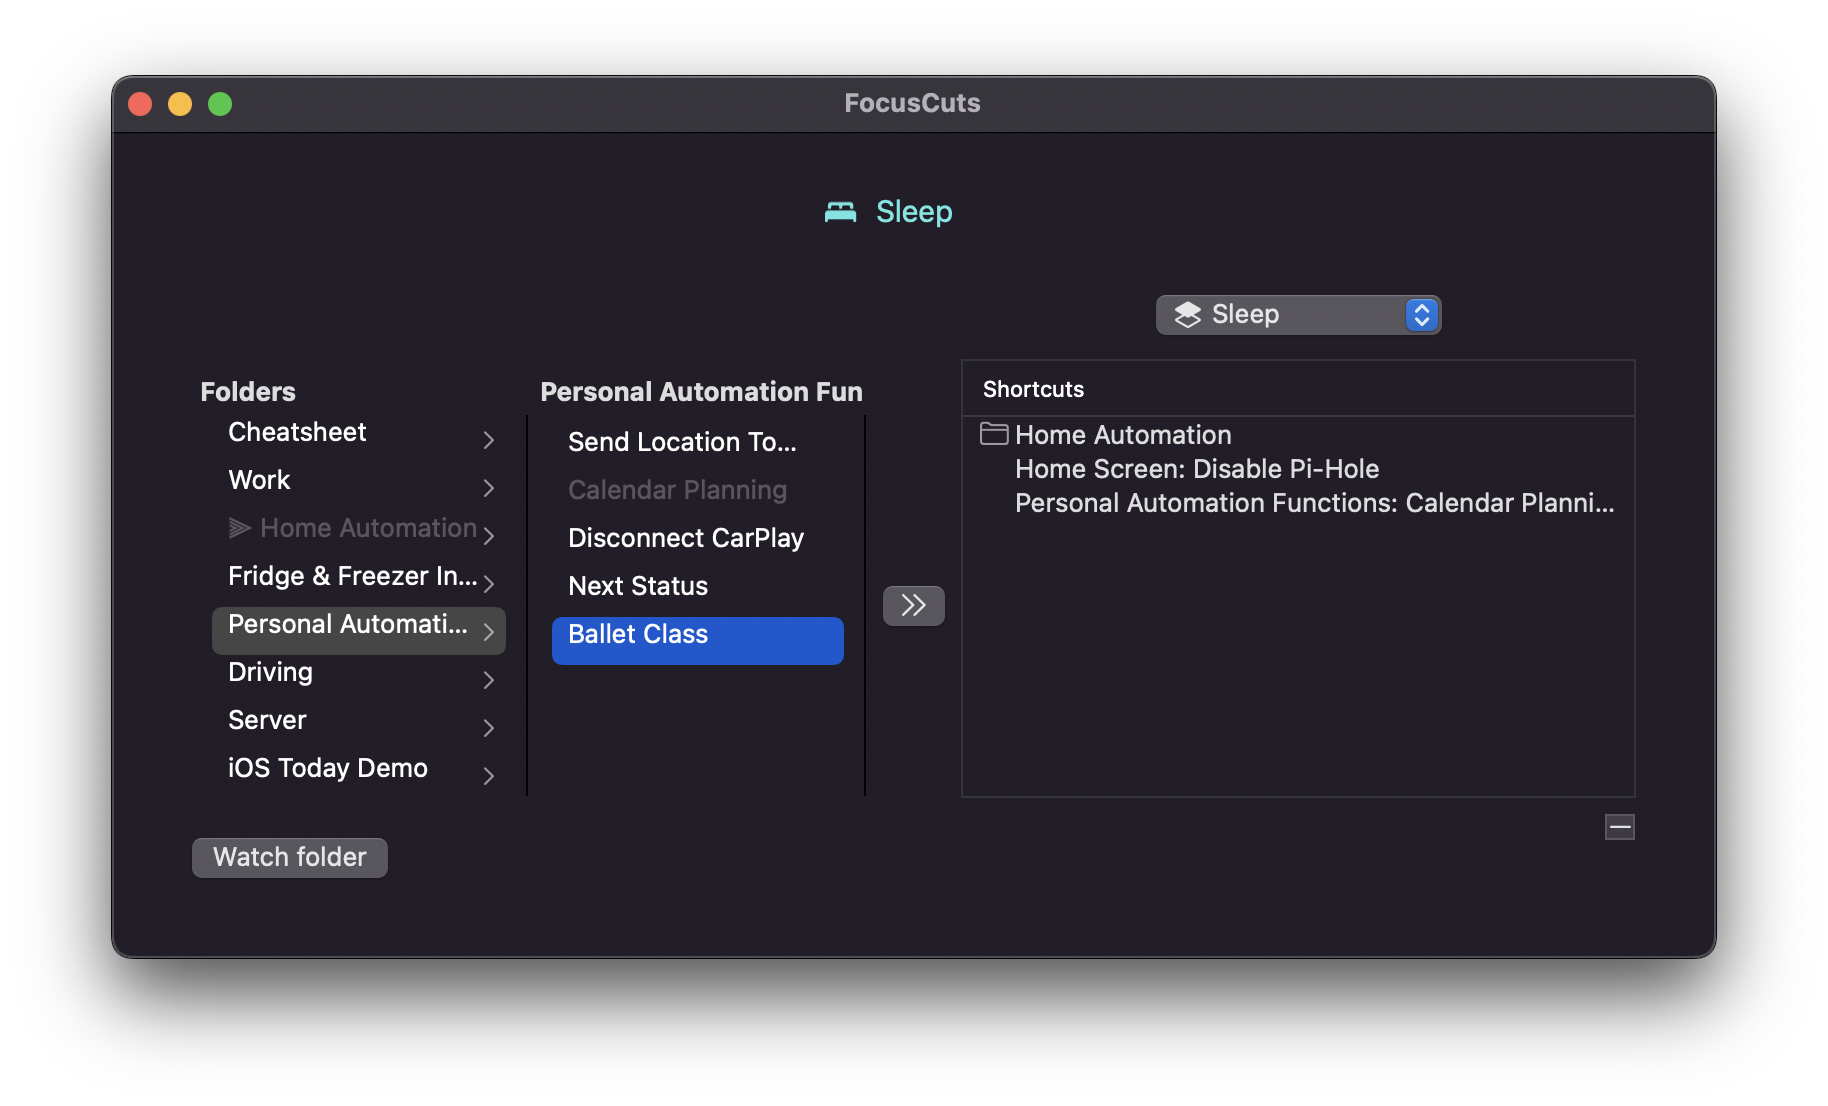 FocusCuts
Sleep
Sleep
Folders
Cheatsheet
Work
Home Automation
Fridge & Freezer In...
Personal Automati...
Driving
Server
iOS Today Demo
Watch folder
Personal Automation Fun
Send Location To...
Calendar Planning
Disconnect CarPlay
Next Status
Ballet Class
Shortcuts
Home Automation
Home Screen: Disable Pi-Hole
Personal Automation Functions: Calendar Planni...